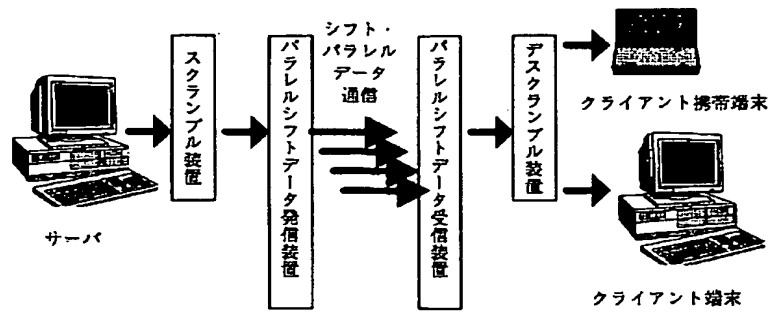 サーバ
スクランブル装置
パラレルシフトデータ発信装置
シフト・
パラレル
データ
通信
パラレルシフトデータ受信装置
デスクランブル装置
クライアント携帯端末
クライアント端末